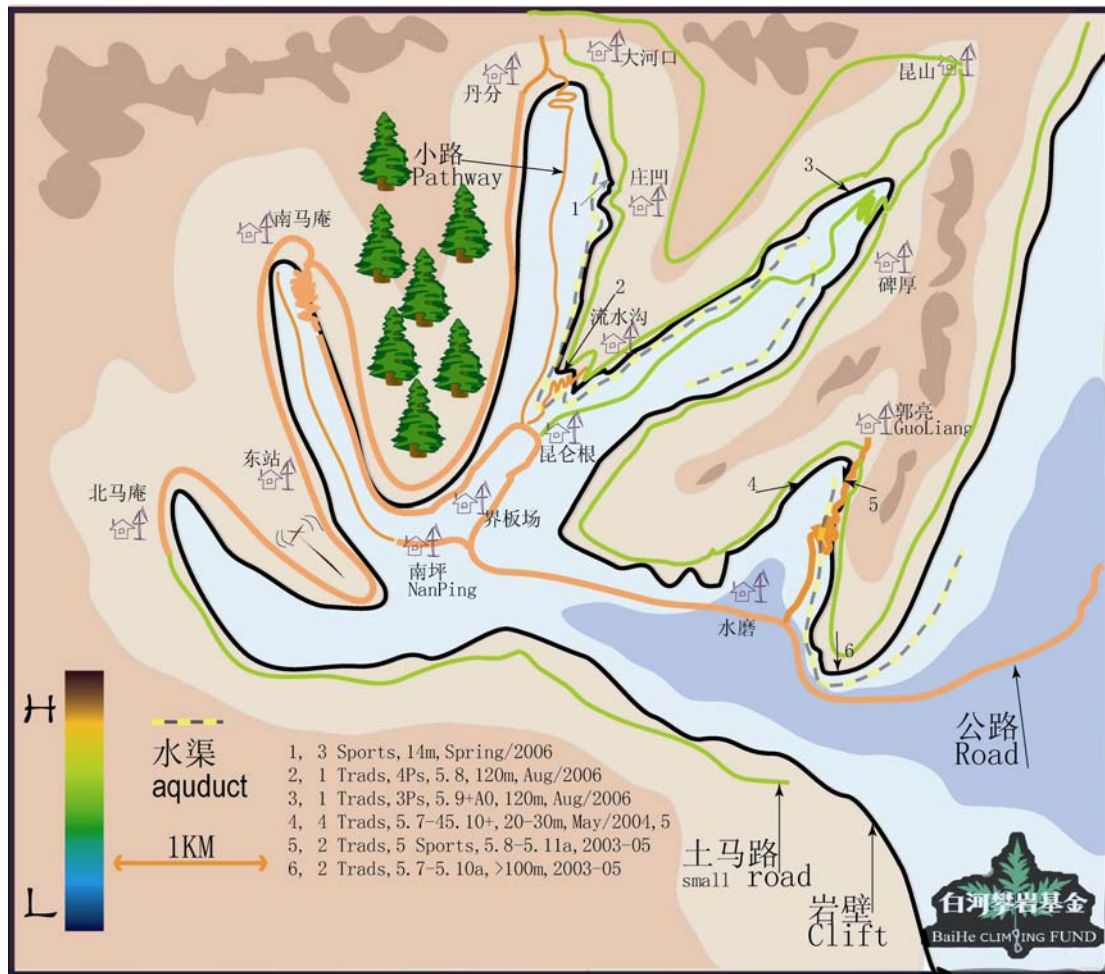 大河口
昆山
丹分
小路
Pathway
3
庄凹
1
南马庵
2
碑厚
流水沟
郭亮
GuoLiang
昆仑根
东站
4
5
北马庵
界板场
南坪
NanPing
水磨
6
H
公路
Road
水渠
aquduct
1, 3 Sports, 14m, Spring/2006
2, 1 Trads, 4Ps, 5.8, 120m, Aug/2006
3, 1 Trads, 3Ps, 5.9+A0, 120m, Aug/2006
4, 4 Trads, 5.7-45.10+, 20-30m, May/2004, 5
5, 2 Trads, 5 Sports, 5.8-5.11a, 2003-05
6, 2 Trads, 5.7-5.10a, >100m, 2003-05
1KM
L
土马路
small road
岩壁
Clift
白河攀岩基金
BaiHe CLIMBING FUND